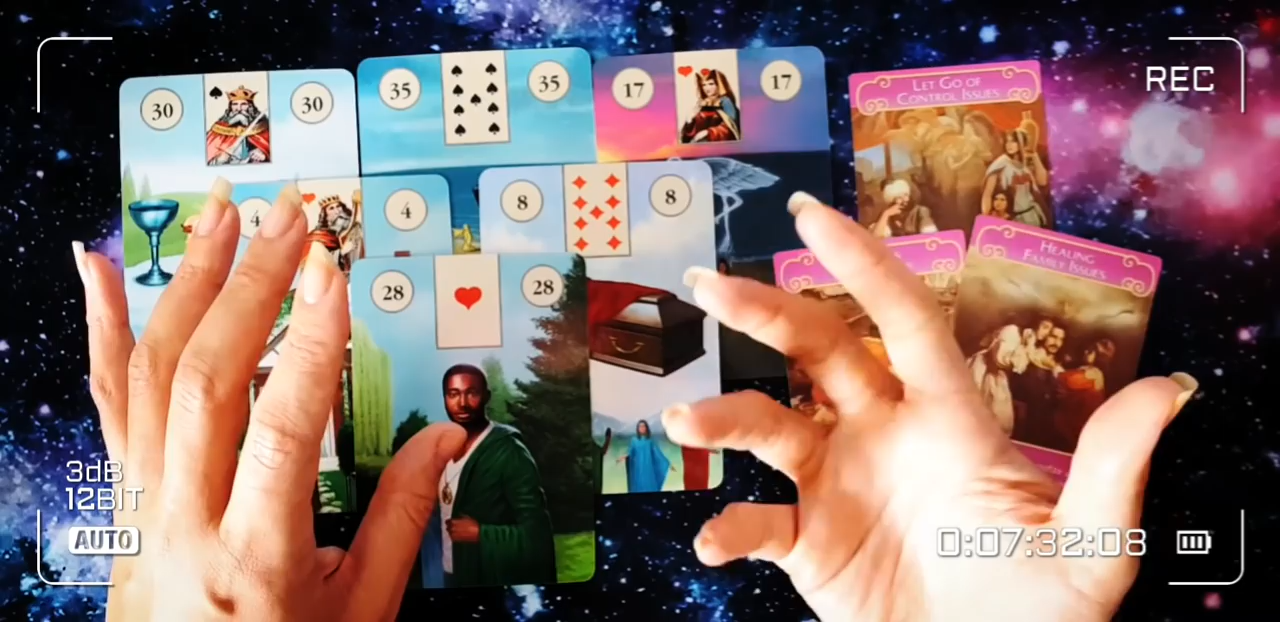 REC
30
30
35
35
17
17
LET GO OF
CONTROL ISSUES
4
4
8
8
HEALING
FAMILY ISSUES
28
28
3dB
12BIT
AUTO
0:07:32:08